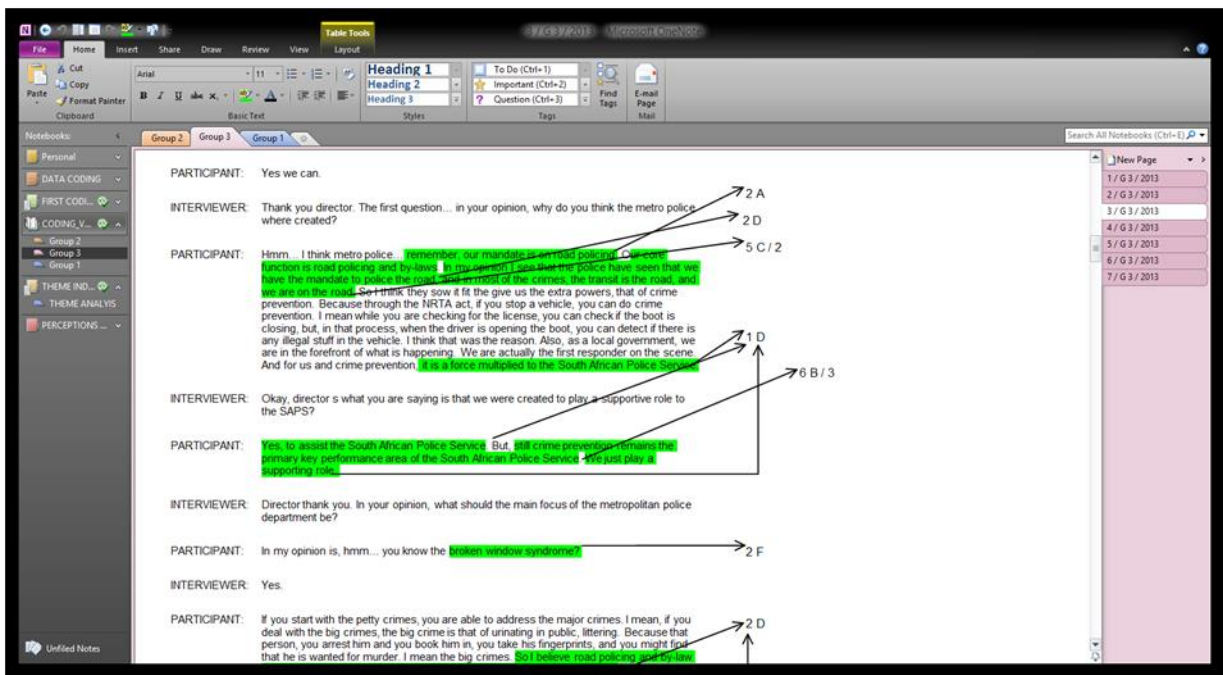 3 / G 3 / 2013 - Microsoft OneNote
Table Tools
File Home Insert Share Draw Review View Layout
Cut
Copy
Format Painter
Paste
Clipboard
Arial 11
B I U abc
Basic Text
Heading 1
Heading 2
Heading 3
Styles
To Do (Ctrl+1)
Important (Ctrl+2)
Question (Ctrl+3)
Tags
Find Tags
E-mail Page
Mail
Notebooks:
Personal
DATA CODING
FIRST CODI...
CODING_V...
Group 2
Group 3
Group 1
THEME IND...
THEME ANALYIS
PERCEPTIONS ...
Unfiled Notes
Group 2 Group 3 Group 1
Search All Notebooks (Ctrl+E)
New Page
1 / G 3 / 2013
2 / G 3 / 2013
3 / G 3 / 2013
4 / G 3 / 2013
5 / G 3 / 2013
6 / G 3 / 2013
7 / G 3 / 2013
PARTICIPANT: Yes we can.
INTERVIEWER: Thank you director. The first question... in your opinion, why do you think the metro police
where created?
2 A
2 D
5 C / 2
PARTICIPANT: Hmm... I think metro police... remember, our mandate is on road policing. Our core
function is road policing and by-laws. In my opinion I see that the police have seen that we
have the mandate to police the road, and in most of the crimes, the transit is the road, and
we are on the road. So I think they sow it fit the give us the extra powers, that of crime
prevention. Because through the NRTA act, if you stop a vehicle, you can do crime
prevention. I mean while you are checking for the license, you can check if the boot is
closing, but, in that process, when the driver is opening the boot, you can detect if there is
any illegal stuff in the vehicle. I think that was the reason. Also, as a local government, we
are in the forefront of what is happening. We are actually the first responder on the scene.
And for us and crime prevention, it is a force multiplied to the South African Police Service.
1 D
6 B / 3
INTERVIEWER: Okay, director s what you are saying is that we were created to play a supportive role to
the SAPS?
PARTICIPANT: Yes, to assist the South African Police Service. But, still crime prevention remains the
primary key performance area of the South African Police Service. We just play a
supporting role.
INTERVIEWER: Director thank you. In your opinion, what should the main focus of the metropolitan police
department be?
PARTICIPANT: In my opinion is, hmm... you know the broken window syndrome?
2 F
INTERVIEWER: Yes.
PARTICIPANT: If you start with the petty crimes, you are able to address the major crimes. I mean, if you
deal with the big crimes, the big crime is that of urinating in public, littering. Because that
person, you arrest him and you book him in, you take his fingerprints, and you might find
that he is wanted for murder. I mean the big crimes. So I believe road policing and by-law
2 D